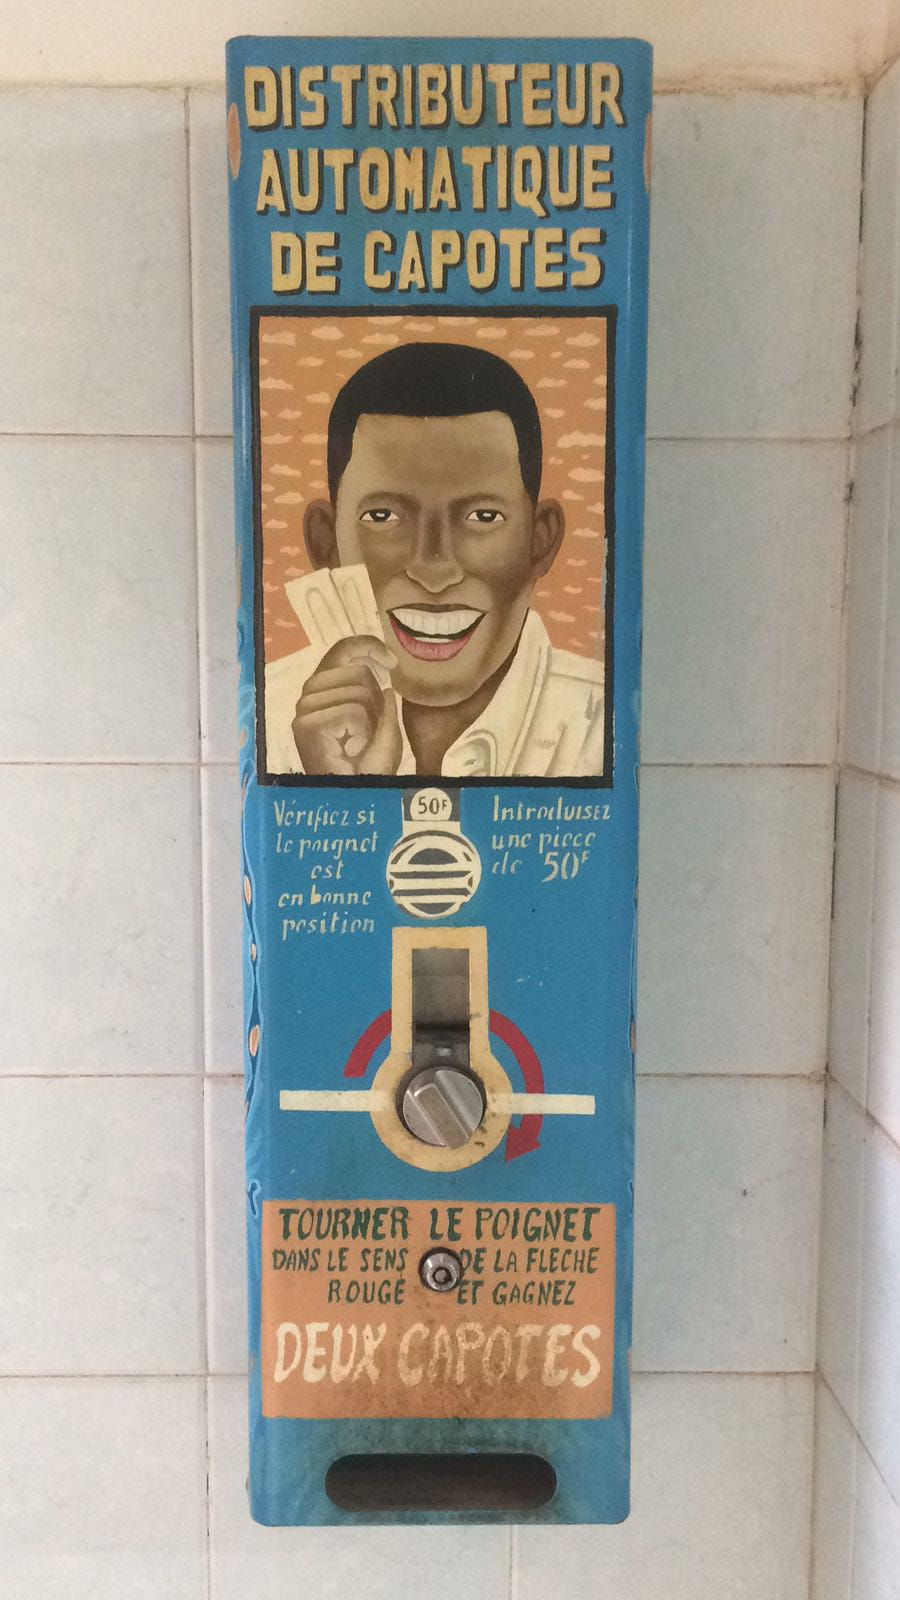 DISTRIBUTEUR
AUTOMATIQUE
DE CAPOTES
Vérifiez si
le poignet
est
en bonne
position
50F
Introduisez
une piece
de 50F
TOURNER LE POIGNET
DANS LE SENS DE LA FLECHE
ROUGE ET GAGNEZ
DEUX CAPOTES